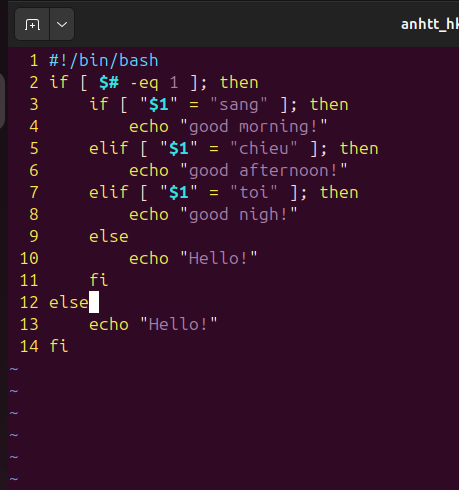 anhtt_h
1 #!/bin/bash
2 if [ $# -eq 1 ]; then
3     if [ "$1" = "sang" ]; then
4         echo "good morning!"
5     elif [ "$1" = "chieu" ]; then
6         echo "good afternoon!"
7     elif [ "$1" = "toi" ]; then
8         echo "good nigh!"
9     else
10         echo "Hello!"
11     fi
12 else
13     echo "Hello!"
14 fi
~
~
~
~
~
~